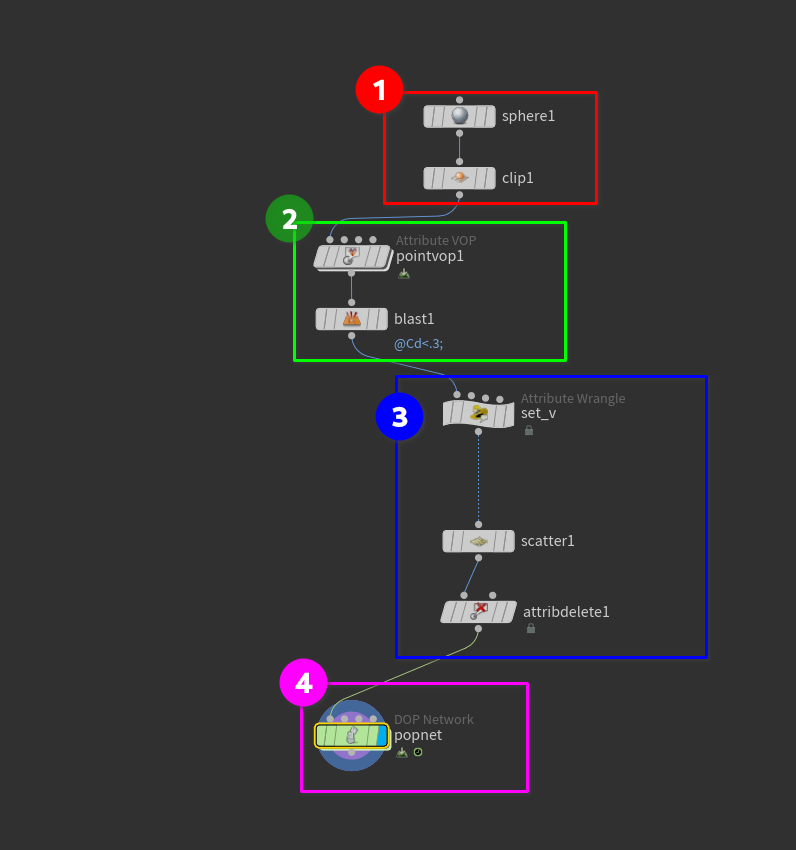 1
sphere1
clip1
2
Attribute VOP
pointvop1
blast1
@Cd<.3;
3
Attribute Wrangle
set_v
scatter1
attribdelete1
4
DOP Network
popnet